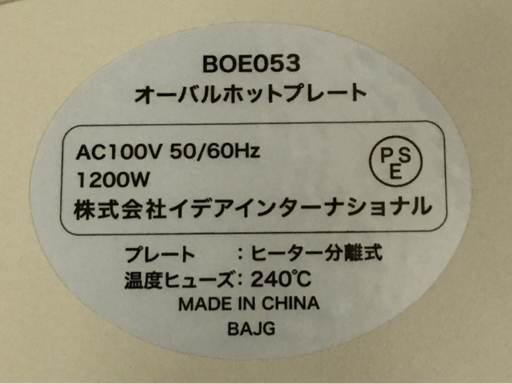 BOE053
オーバルホットプレート
AC100V 50/60Hz
1200W
PSE
株式会社イデアインターナショナル
プレート　：ヒーター分離式
温度ヒューズ：240℃
MADE IN CHINA
BAJG